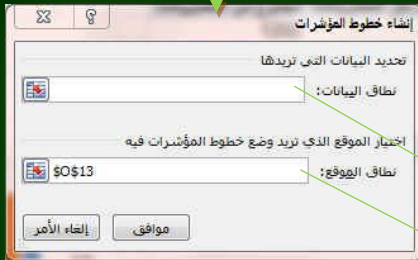 إنشاء خطوط المؤشرات
تحديد البيانات التي تريدها
نطاق البيانات:
اختيار الموقع الذي تريد وضع خطوط المؤشرات فيه
نطاق الموقع: $O$13
موافق إلغاء الأمر